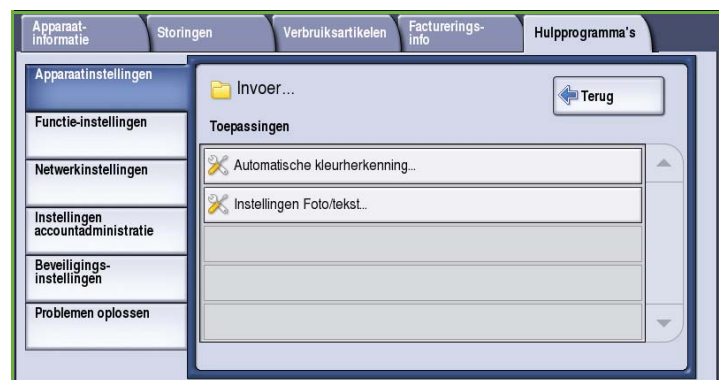 Apparaat-
informatie
Storingen
Verbruiksartikelen
Facturerings-
info
Hulpprogramma's
Apparaatinstellingen
Functie-instellingen
Netwerkinstellingen
Instellingen
accountadministratie
Beveiligings-
instellingen
Problemen oplossen
Invoer...
Terug
Toepassingen
Automatische kleurherkenning...
Instellingen Foto/tekst...